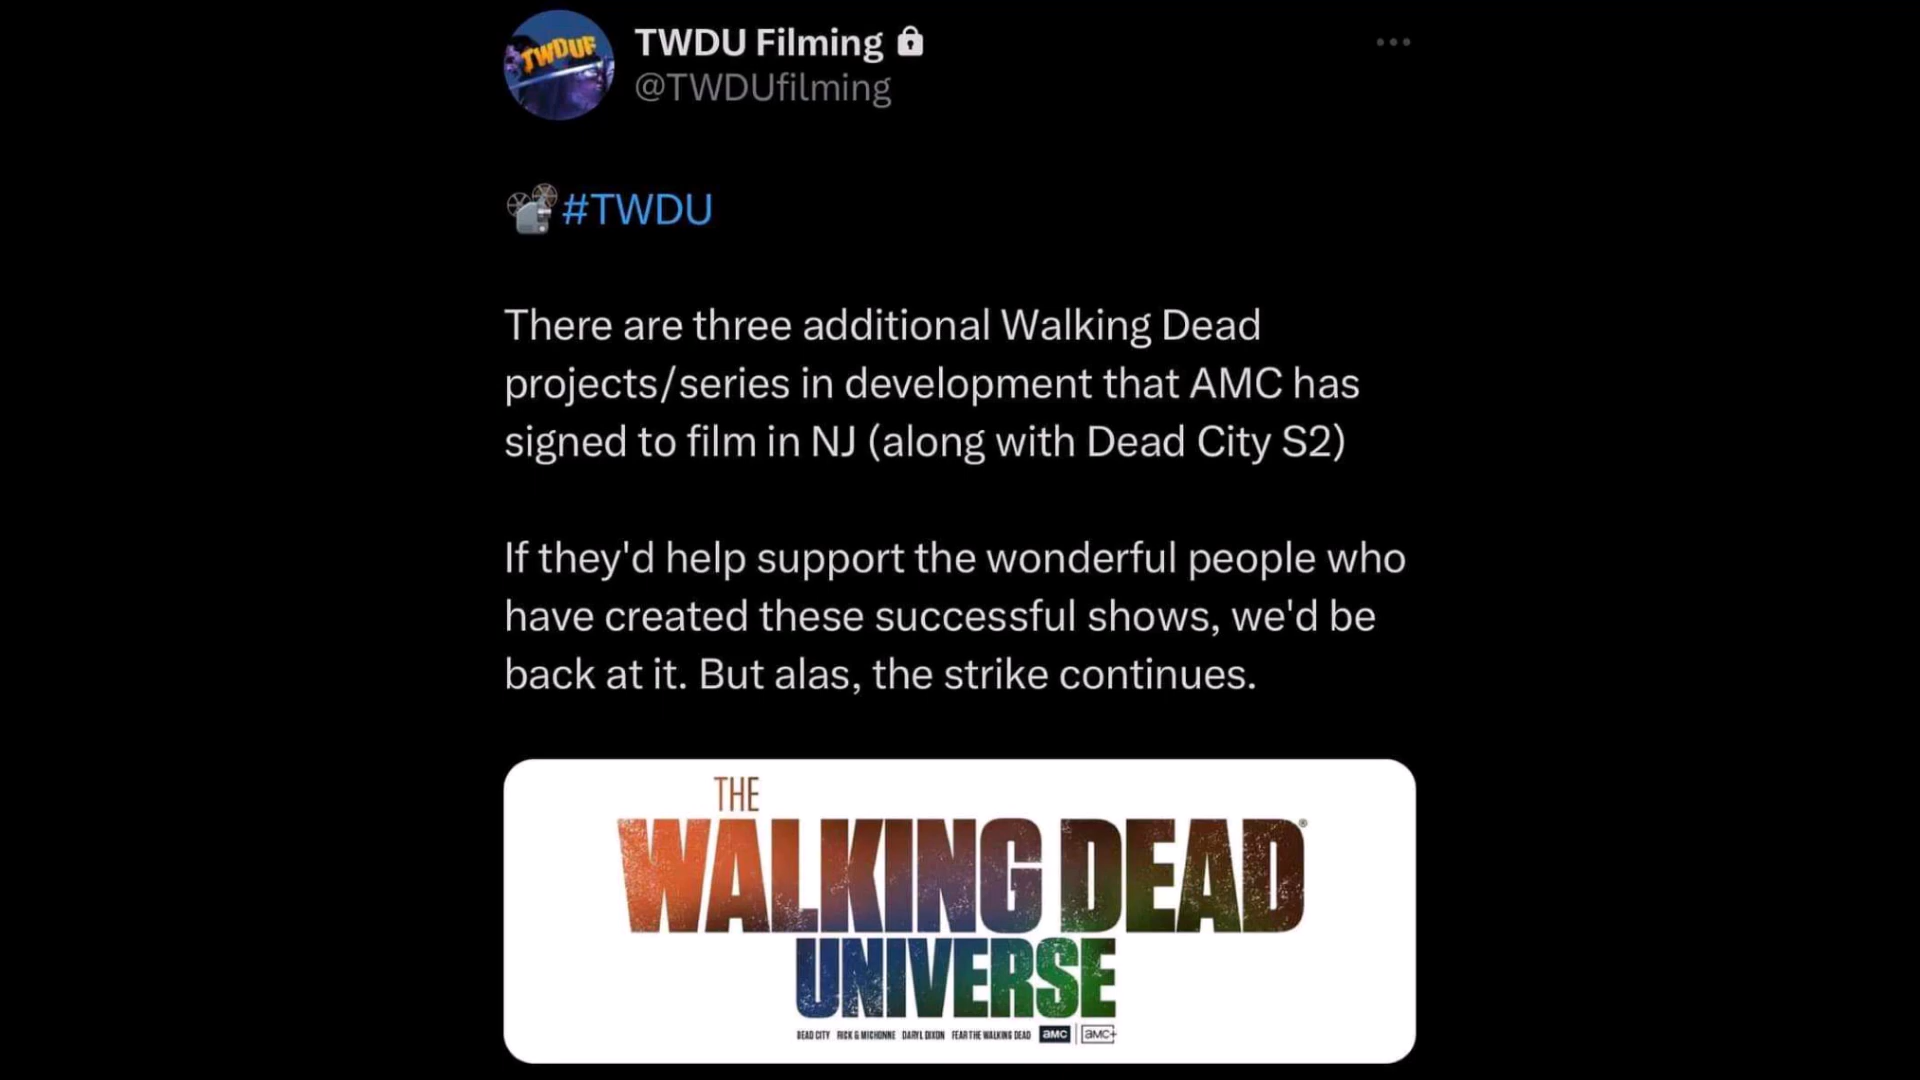 TWDUF
TWDU Filming
@TWDUfilming
#TWDU
There are three additional Walking Dead
projects/series in development that AMC has
signed to film in NJ (along with Dead City S2)
If they'd help support the wonderful people who
have created these successful shows, we'd be
back at it. But alas, the strike continues.
THE
WALKING DEAD®
UNIVERSE
DEAD CITY RICK & MICHONNE DARYL DIXON FEAR THE WALKING DEAD aMC aMC+